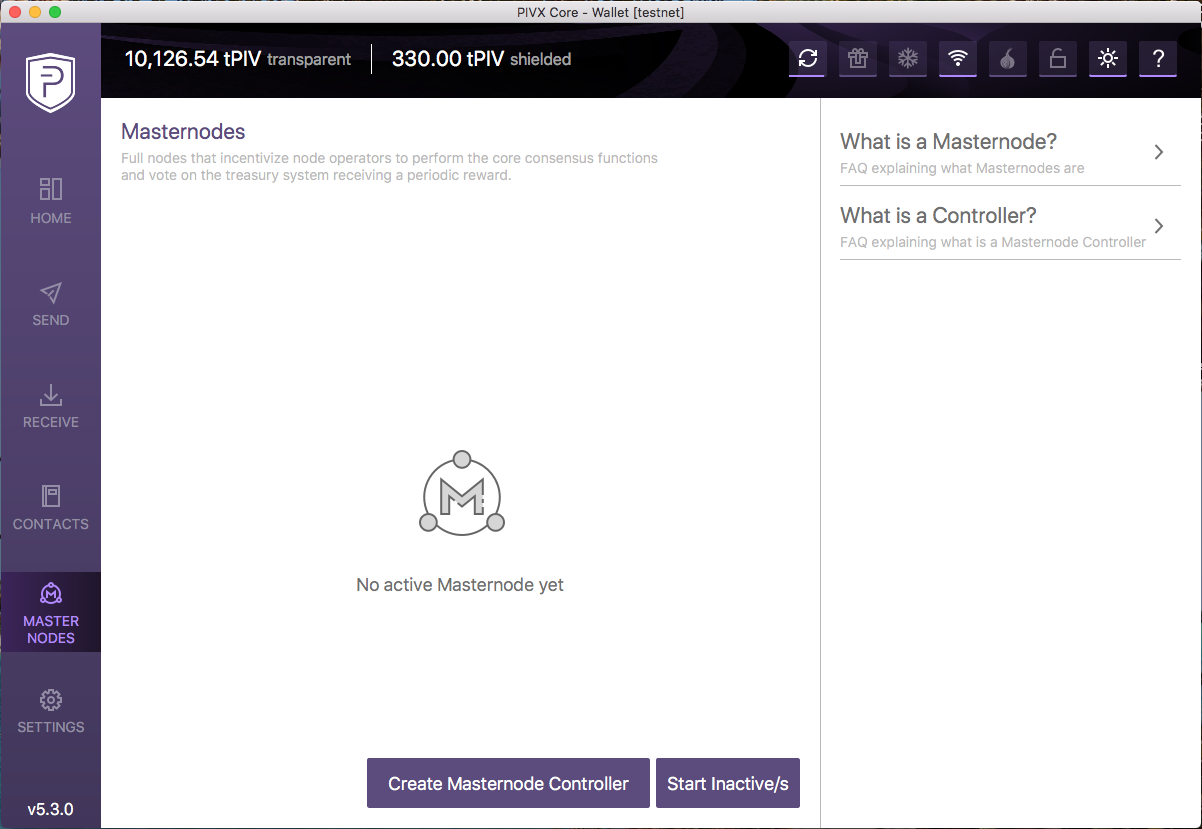 PIVX Core - Wallet [testnet]
10,126.54 tPIV transparent
330.00 tPIV shielded
?
HOME
SEND
RECEIVE
CONTACTS
MASTER
NODES
SETTINGS
v5.3.0
Masternodes
Full nodes that incentivize node operators to perform the core consensus functions
and vote on the treasury system receiving a periodic reward.
M
No active Masternode yet
Create Masternode Controller
Start Inactive/s
What is a Masternode?
FAQ explaining what Masternodes are
What is a Controller?
FAQ explaining what is a Masternode Controller